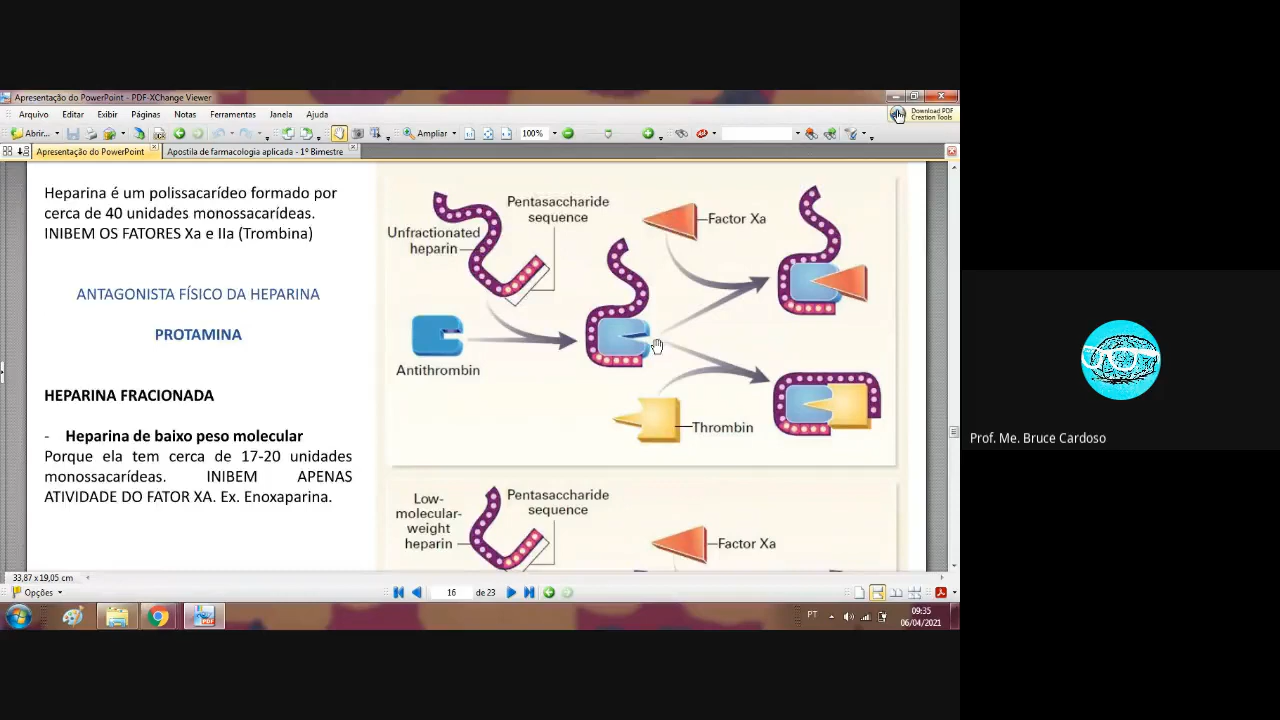 Apresentação do PowerPoint - PDF-XChange Viewer
Arquivo Editar Exibir Páginas Notas Ferramentas Janela Ajuda
Download PDF
Creation Tools
Abrir... Ampliar 100%
Apresentação do PowerPoint Apostila de farmacologia aplicada - 1º Bimestre
Heparina é um polissacarídeo formado por
cerca de 40 unidades monossacarídeas.
INIBEM OS FATORES Xa e IIa (Trombina)
ANTAGONISTA FÍSICO DA HEPARINA
PROTAMINA
HEPARINA FRACIONADA
- Heparina de baixo peso molecular
Porque ela tem cerca de 17-20 unidades
monossacarídeas. INIBEM APENAS
ATIVIDADE DO FATOR XA. Ex. Enoxaparina.
Pentasaccharide
sequence
Unfractionated
heparin
Factor Xa
Antithrombin
Thrombin
Low-
molecular-
weight
heparin
Pentasaccharide
sequence
Factor Xa
Prof. Me. Bruce Cardoso
33,87 x 19,05 cm
Opções 16 de 23
PT
09:35
06/04/2021